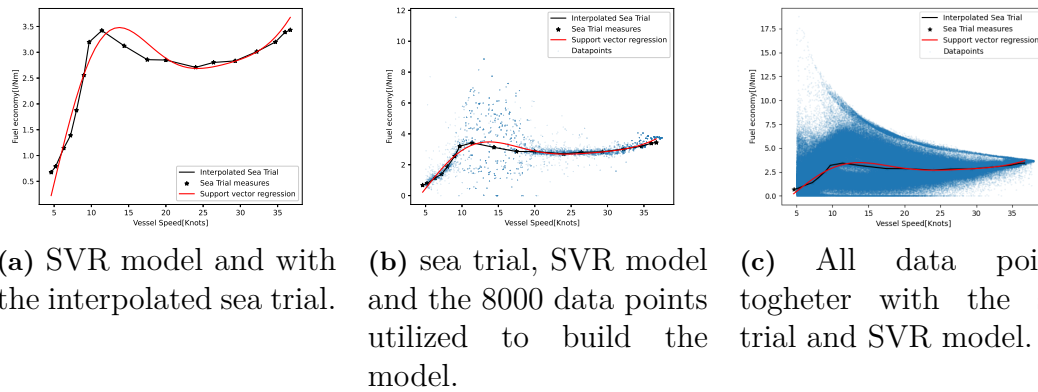 3.5
3.0
2.5
2.0
1.5
1.0
0.5
Fuel economy[l/Nm]
Interpolated Sea Trial
Sea Trial measures
Support vector regression
5 10 15 20 25 30 35
Vessel Speed[Knots]
12
10
8
6
4
2
0
Fuel economy[l/Nm]
Interpolated Sea Trial
Sea Trial measures
Support vector regression
Datapoints
5 10 15 20 25 30 35
Vessel Speed[Knots]
17.5
15.0
12.5
10.0
7.5
5.0
2.5
0.0
Fuel economy[l/Nm]
Interpolated Sea Trial
Sea Trial measures
Support vector regression
Datapoints
5 10 15 20 25 30 35
Vessel Speed[Knots]
(a) SVR model and with
the interpolated sea trial.
(b) sea trial, SVR model
and the 8000 data points
utilized to build the
model.
(c) All data poi
togheter with the
trial and SVR model.